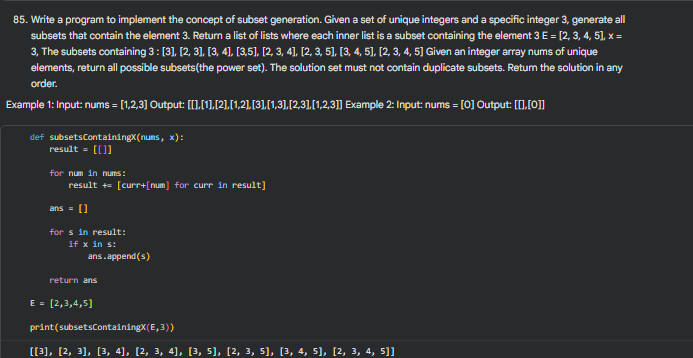 85. Write a program to implement the concept of subset generation. Given a set of unique integers and a specific integer 3, generate all
subsets that contain the element 3. Return a list of lists where each inner list is a subset containing the element 3 E = [2, 3, 4, 5], x =
3, The subsets containing 3 : [3], [2, 3], [3, 4], [3,5], [2, 3, 4], [2, 3, 5], [3, 4, 5], [2, 3, 4, 5] Given an integer array nums of unique
elements, return all possible subsets(the power set). The solution set must not contain duplicate subsets. Return the solution in any
order.
Example 1: Input: nums = [1,2,3] Output: [[],[1],[2],[1,2],[3],[1,3],[2,3],[1,2,3]] Example 2: Input: nums = [0] Output: [[],[0]]
def subsetsContainingX(nums, x):
    result = [[]]
    for num in nums:
        result += [curr+[num] for curr in result]
    ans = []
    for s in result:
        if x in s:
            ans.append(s)
    return ans
E = [2,3,4,5]
print(subsetsContainingX(E,3))
[[3], [2, 3], [3, 4], [2, 3, 4], [3, 5], [2, 3, 5], [3, 4, 5], [2, 3, 4, 5]]